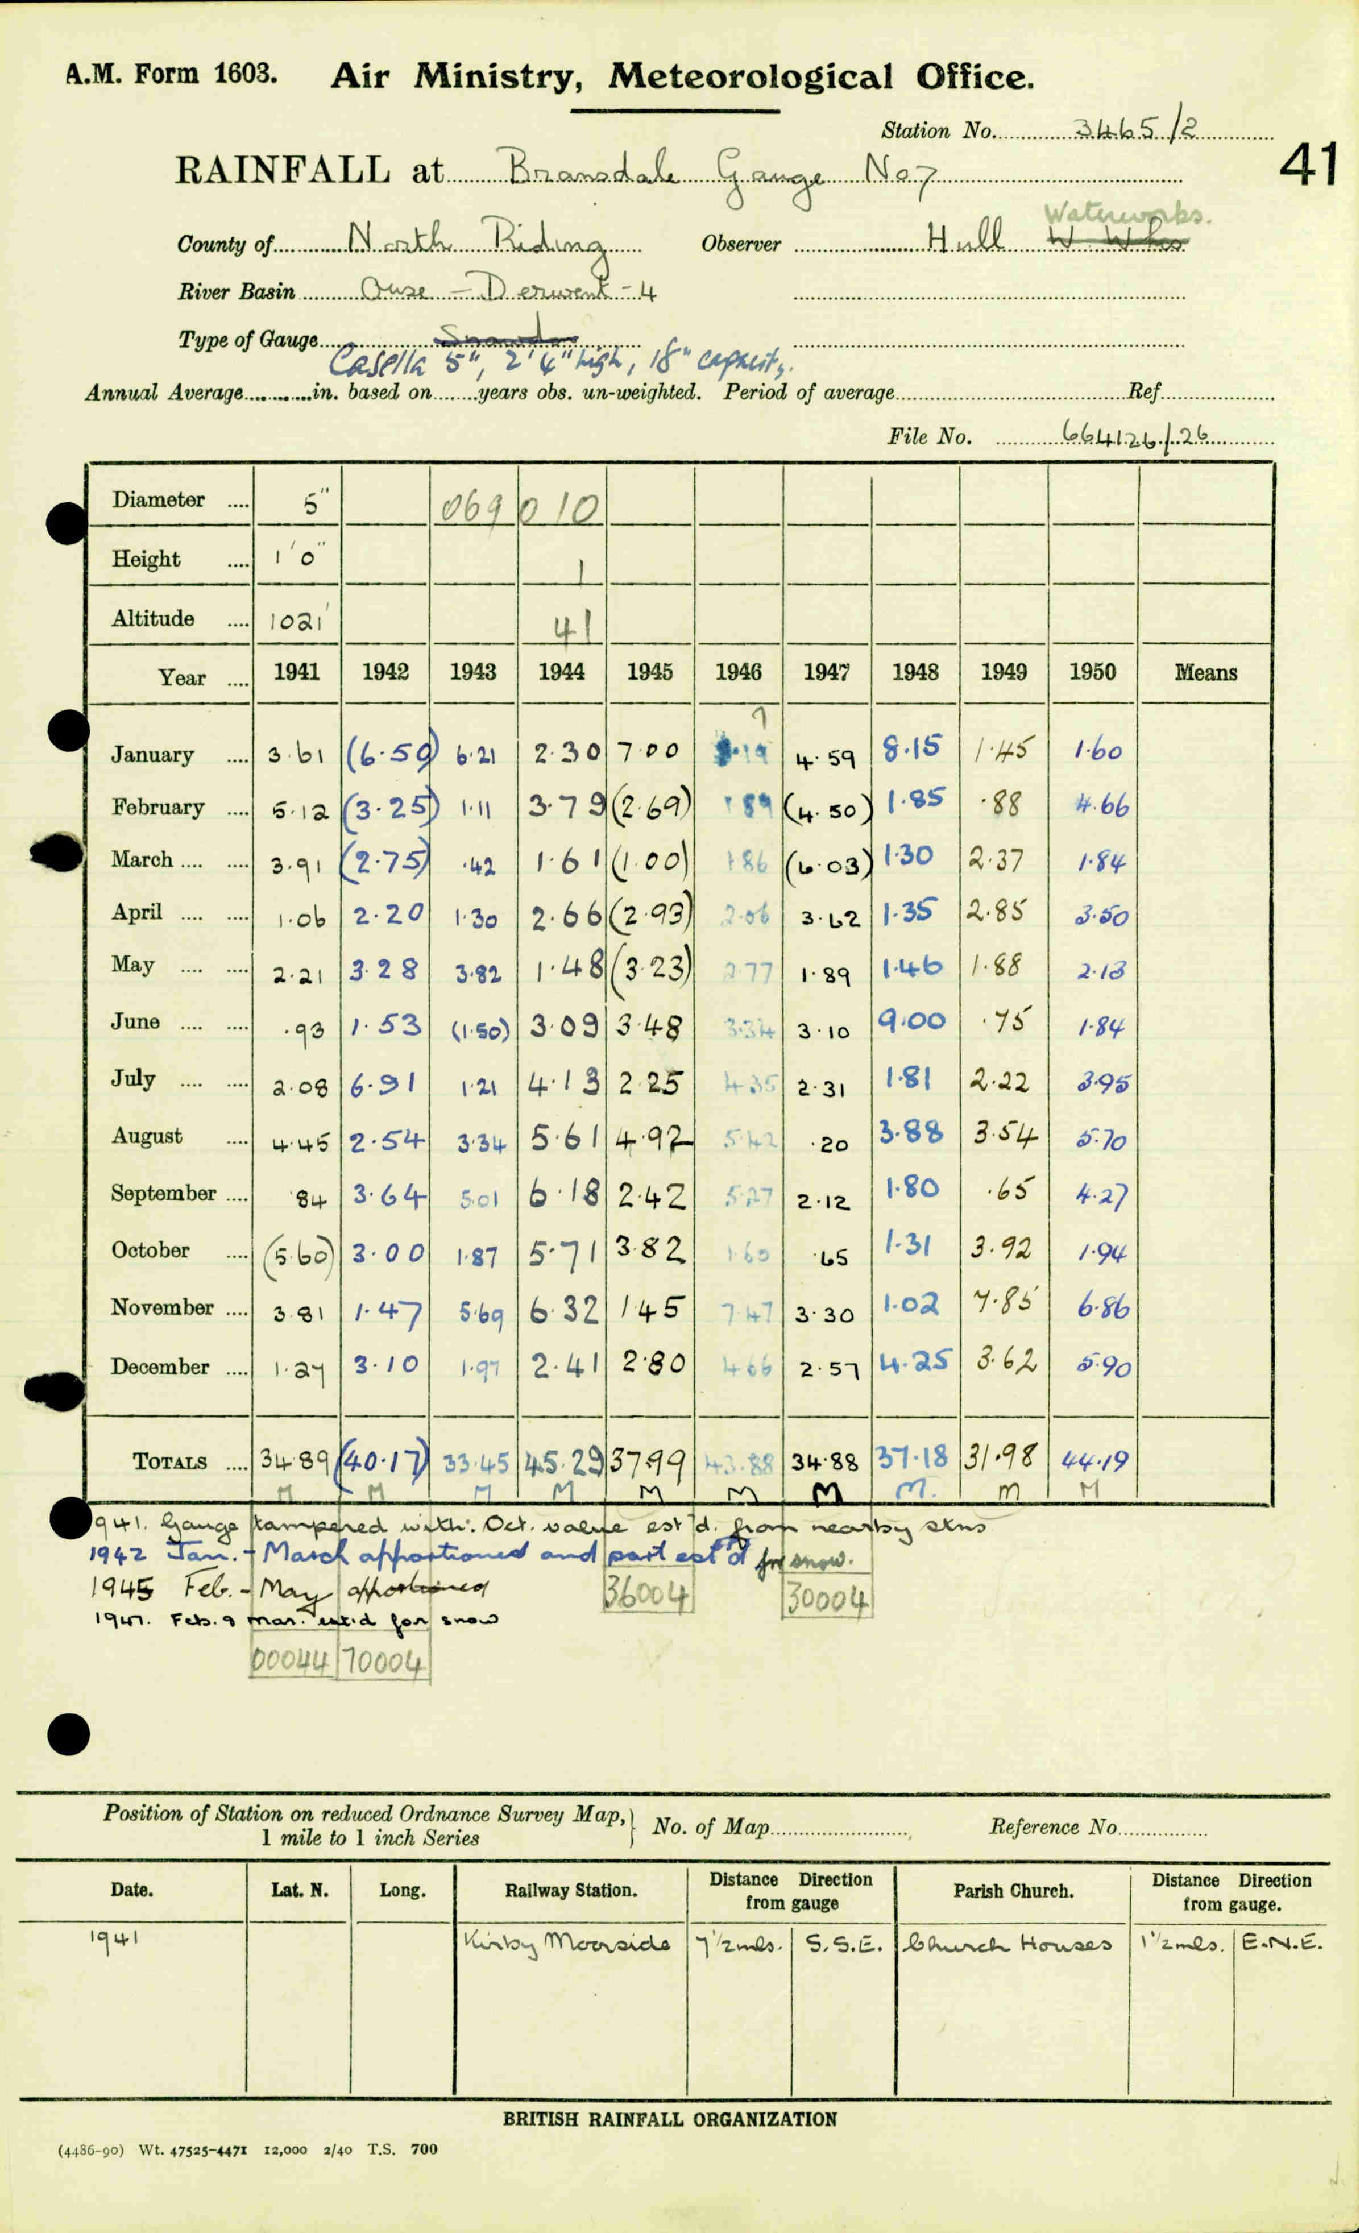 A.M. Form 1603. Air Ministry, Meteorological Office.
Station No. 3465/2
41
RAINFALL at Bransdale Gauge No 7
Waterworks.
County of North Riding Observer Hull W. Wks
River Basin Ouse - Derwent - 4
Type of Gauge
Casella 5", 2'4" high, 18" capacity.
Annual Average in. based on years obs. un-weighted. Period of average Ref.
File No. 664126/26
Diameter 5" 069 010
Height 1'0" 1
Altitude 1021' 41
Year 1941 1942 1943 1944 1945 1946 1947 1948 1949 1950 Means
?
January 3.61 (6.50) 6.21 2.30 7.00 3.19 4.59 8.15 1.45 1.60
February 5.12 (3.25) 1.11 3.79 (2.69) 1.89 (4.50) 1.85 .88 4.66
March 3.91 (2.75) .42 1.61 (1.00) 1.86 (6.03) 1.30 2.37 1.84
April 1.06 2.20 1.30 2.66 (2.93) 2.06 3.62 1.35 2.85 3.50
May 2.21 3.28 3.82 1.48 (3.23) 2.77 1.89 1.46 1.88 2.13
June .93 1.53 (1.50) 3.09 3.48 3.34 3.10 9.00 .75 1.84
July 2.08 6.91 1.21 4.13 2.25 4.35 2.31 1.81 2.22 3.95
August 4.45 2.54 3.34 5.61 4.92 5.42 .20 3.88 3.54 5.70
September .84 3.64 5.01 6.18 2.42 5.27 2.12 1.80 .65 4.27
October (5.60) 3.00 1.87 5.71 3.82 1.60 .65 1.31 3.92 1.94
November 3.81 1.47 5.69 6.32 1.45 7.47 3.30 1.02 7.85 6.86
December 1.27 3.10 1.97 2.41 2.80 4.66 2.57 4.25 3.62 5.90
TOTALS 34.89 (40.17) 33.45 45.29 37.99 43.88 34.88 37.18 31.98 44.19
M M M M M M M M. M M
1941. Gauge tampered with. Oct. value est'd. from nearby stns
1942 Jan. - March apportioned and part est'd for snow.
1945 Feb. - May apportioned 36004 30004
1947. Feb. & Mar. est.d for snow
00044 70004
Position of Station on reduced Ordnance Survey Map, 1 mile to 1 inch Series No. of Map Reference No.
Date. Lat. N. Long. Railway Station. Distance Direction from gauge Parish Church. Distance Direction from gauge.
1941 Kirby Moorside 7 1/2 mls. S.S.E. Church Houses 1 1/2 mls. E.N.E.
BRITISH RAINFALL ORGANIZATION
(4486-90) Wt. 47525-4471 12,000 2/40 T.S. 700